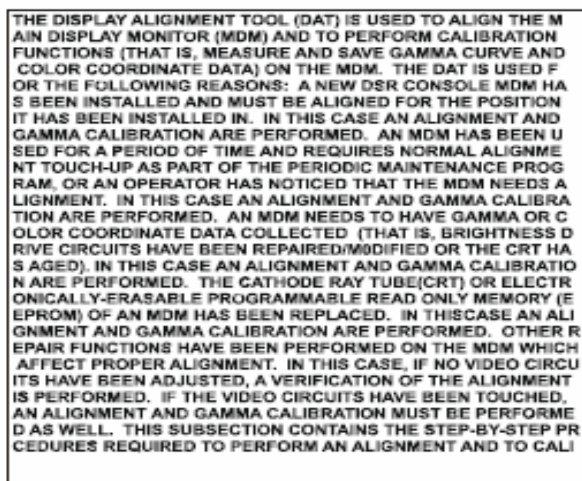 THE DISPLAY ALIGNMENT TOOL (DAT) IS USED TO ALIGN THE M
AIN DISPLAY MONITOR (MDM) AND TO PERFORM CALIBRATION
FUNCTIONS (THAT IS, MEASURE AND SAVE GAMMA CURVE AND
COLOR COORDINATE DATA) ON THE MDM. THE DAT IS USED F
OR THE FOLLOWING REASONS: A NEW DSR CONSOLE MDM HA
S BEEN INSTALLED AND MUST BE ALIGNED FOR THE POSITION
IT HAS BEEN INSTALLED IN. IN THIS CASE AN ALIGNMENT AND
GAMMA CALIBRATION ARE PERFORMED. AN MDM HAS BEEN U
SED FOR A PERIOD OF TIME AND REQUIRES NORMAL ALIGNME
NT TOUCH-UP AS PART OF THE PERIODIC MAINTENANCE PROG
RAM, OR AN OPERATOR HAS NOTICED THAT THE MDM NEEDS A
LIGNMENT. IN THIS CASE AN ALIGNMENT AND GAMMA CALIBRA
TION ARE PERFORMED. AN MDM NEEDS TO HAVE GAMMA OR C
OLOR COORDINATE DATA COLLECTED (THAT IS, BRIGHTNESS D
RIVE CIRCUITS HAVE BEEN REPAIRED/M0DIFIED OR THE CRT HA
S AGED). IN THIS CASE AN ALIGNMENT AND GAMMA CALIBRATIO
N ARE PERFORMED. THE CATHODE RAY TUBE(CRT) OR ELECTR
ONICALLY-ERASABLE PROGRAMMABLE READ ONLY MEMORY (E
EPROM) OF AN MDM HAS BEEN REPLACED. IN THISCASE AN ALI
GNMENT AND GAMMA CALIBRATION ARE PERFORMED. OTHER R
EPAIR FUNCTIONS HAVE BEEN PERFORMED ON THE MDM WHICH
AFFECT PROPER ALIGNMENT. IN THIS CASE, IF NO VIDEO CIRCU
ITS HAVE BEEN ADJUSTED, A VERIFICATION OF THE ALIGNMENT
IS PERFORMED. IF THE VIDEO CIRCUITS HAVE BEEN TOUCHED,
AN ALIGNMENT AND GAMMA CALIBRATION MUST BE PERFORME
D AS WELL. THIS SUBSECTION CONTAINS THE STEP-BY-STEP PR
CEDURES REQUIRED TO PERFORM AN ALIGNMENT AND TO CALI